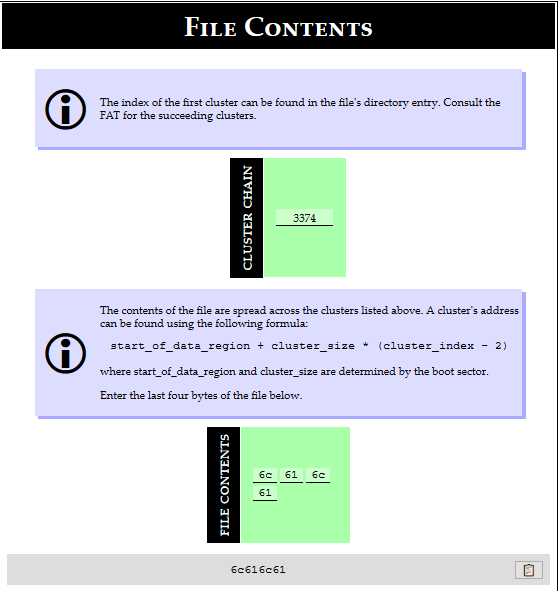 File Contents
The index of the first cluster can be found in the file's directory entry. Consult the
FAT for the succeeding clusters.
CLUSTER CHAIN
3374
The contents of the file are spread across the clusters listed above. A cluster's address
can be found using the following formula:
start_of_data_region + cluster_size * (cluster_index - 2)
where start_of_data_region and cluster_size are determined by the boot sector.
Enter the last four bytes of the file below.
FILE CONTENTS
6c 61 6c
61
6c616c61